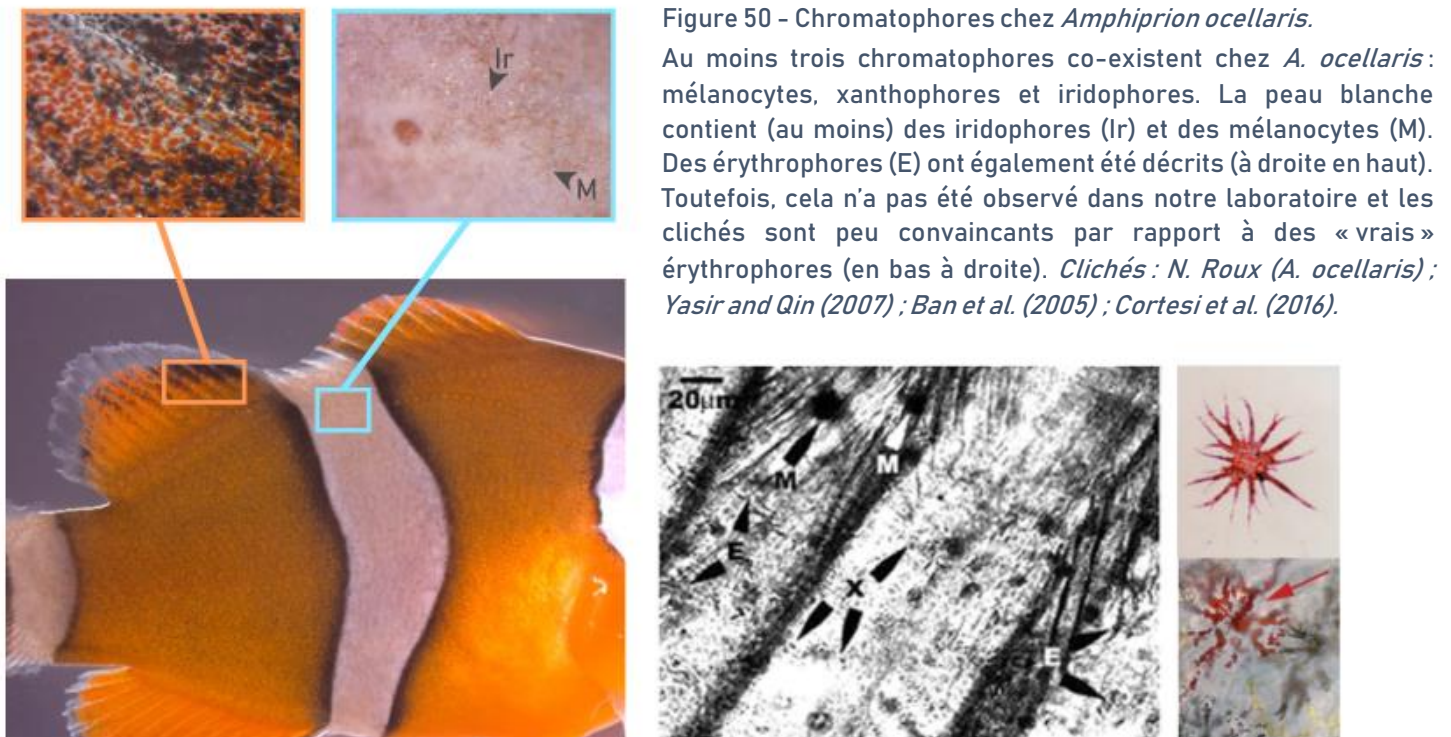 Figure 50 - Chromatophores chez Amphiprion ocellaris.
Au moins trois chromatophores co-existent chez A. ocellaris :
mélanocytes, xanthophores et iridophores. La peau blanche
contient (au moins) des iridophores (Ir) et des mélanocytes (M).
Des érythrophores (E) ont également été décrits (à droite en haut).
Toutefois, cela n'a pas été observé dans notre laboratoire et les
clichés sont peu convaincants par rapport à des « vrais »
érythrophores (en bas à droite). Clichés : N. Roux (A. ocellaris) ;
Yasir and Qin (2007) ; Ban et al. (2005) ; Cortesi et al. (2016).
Ir
M
20µm
M
M
E
X
E